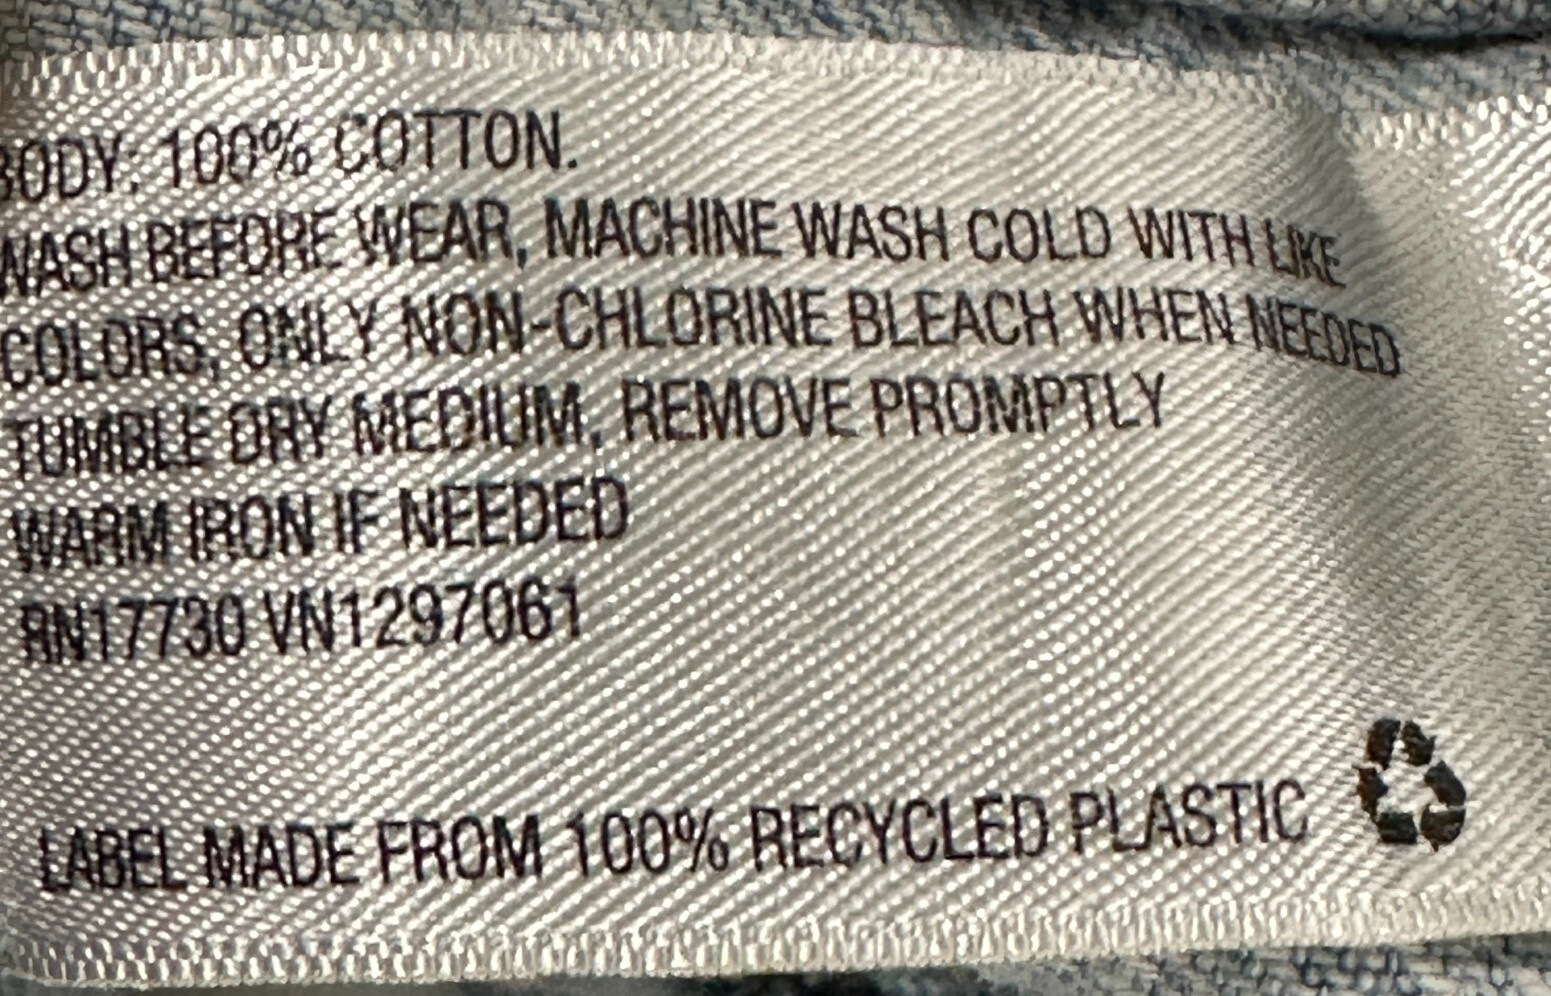 BODY: 100% COTTON.
WASH BEFORE WEAR, MACHINE WASH COLD WITH LIKE
COLORS, ONLY NON-CHLORINE BLEACH WHEN NEEDED
TUMBLE DRY MEDIUM, REMOVE PROMPTLY
WARM IRON IF NEEDED
RN17730 VN1297061
LABEL MADE FROM 100% RECYCLED PLASTIC